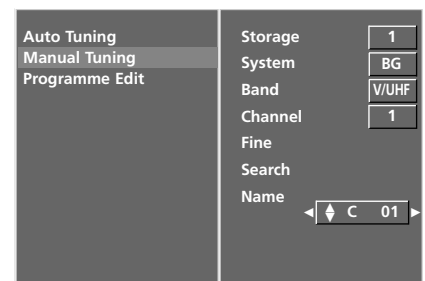 Auto Tuning
Manual Tuning
Programme Edit
Storage 1
System BG
Band V/UHF
Channel 1
Fine
Search
Name
C 01